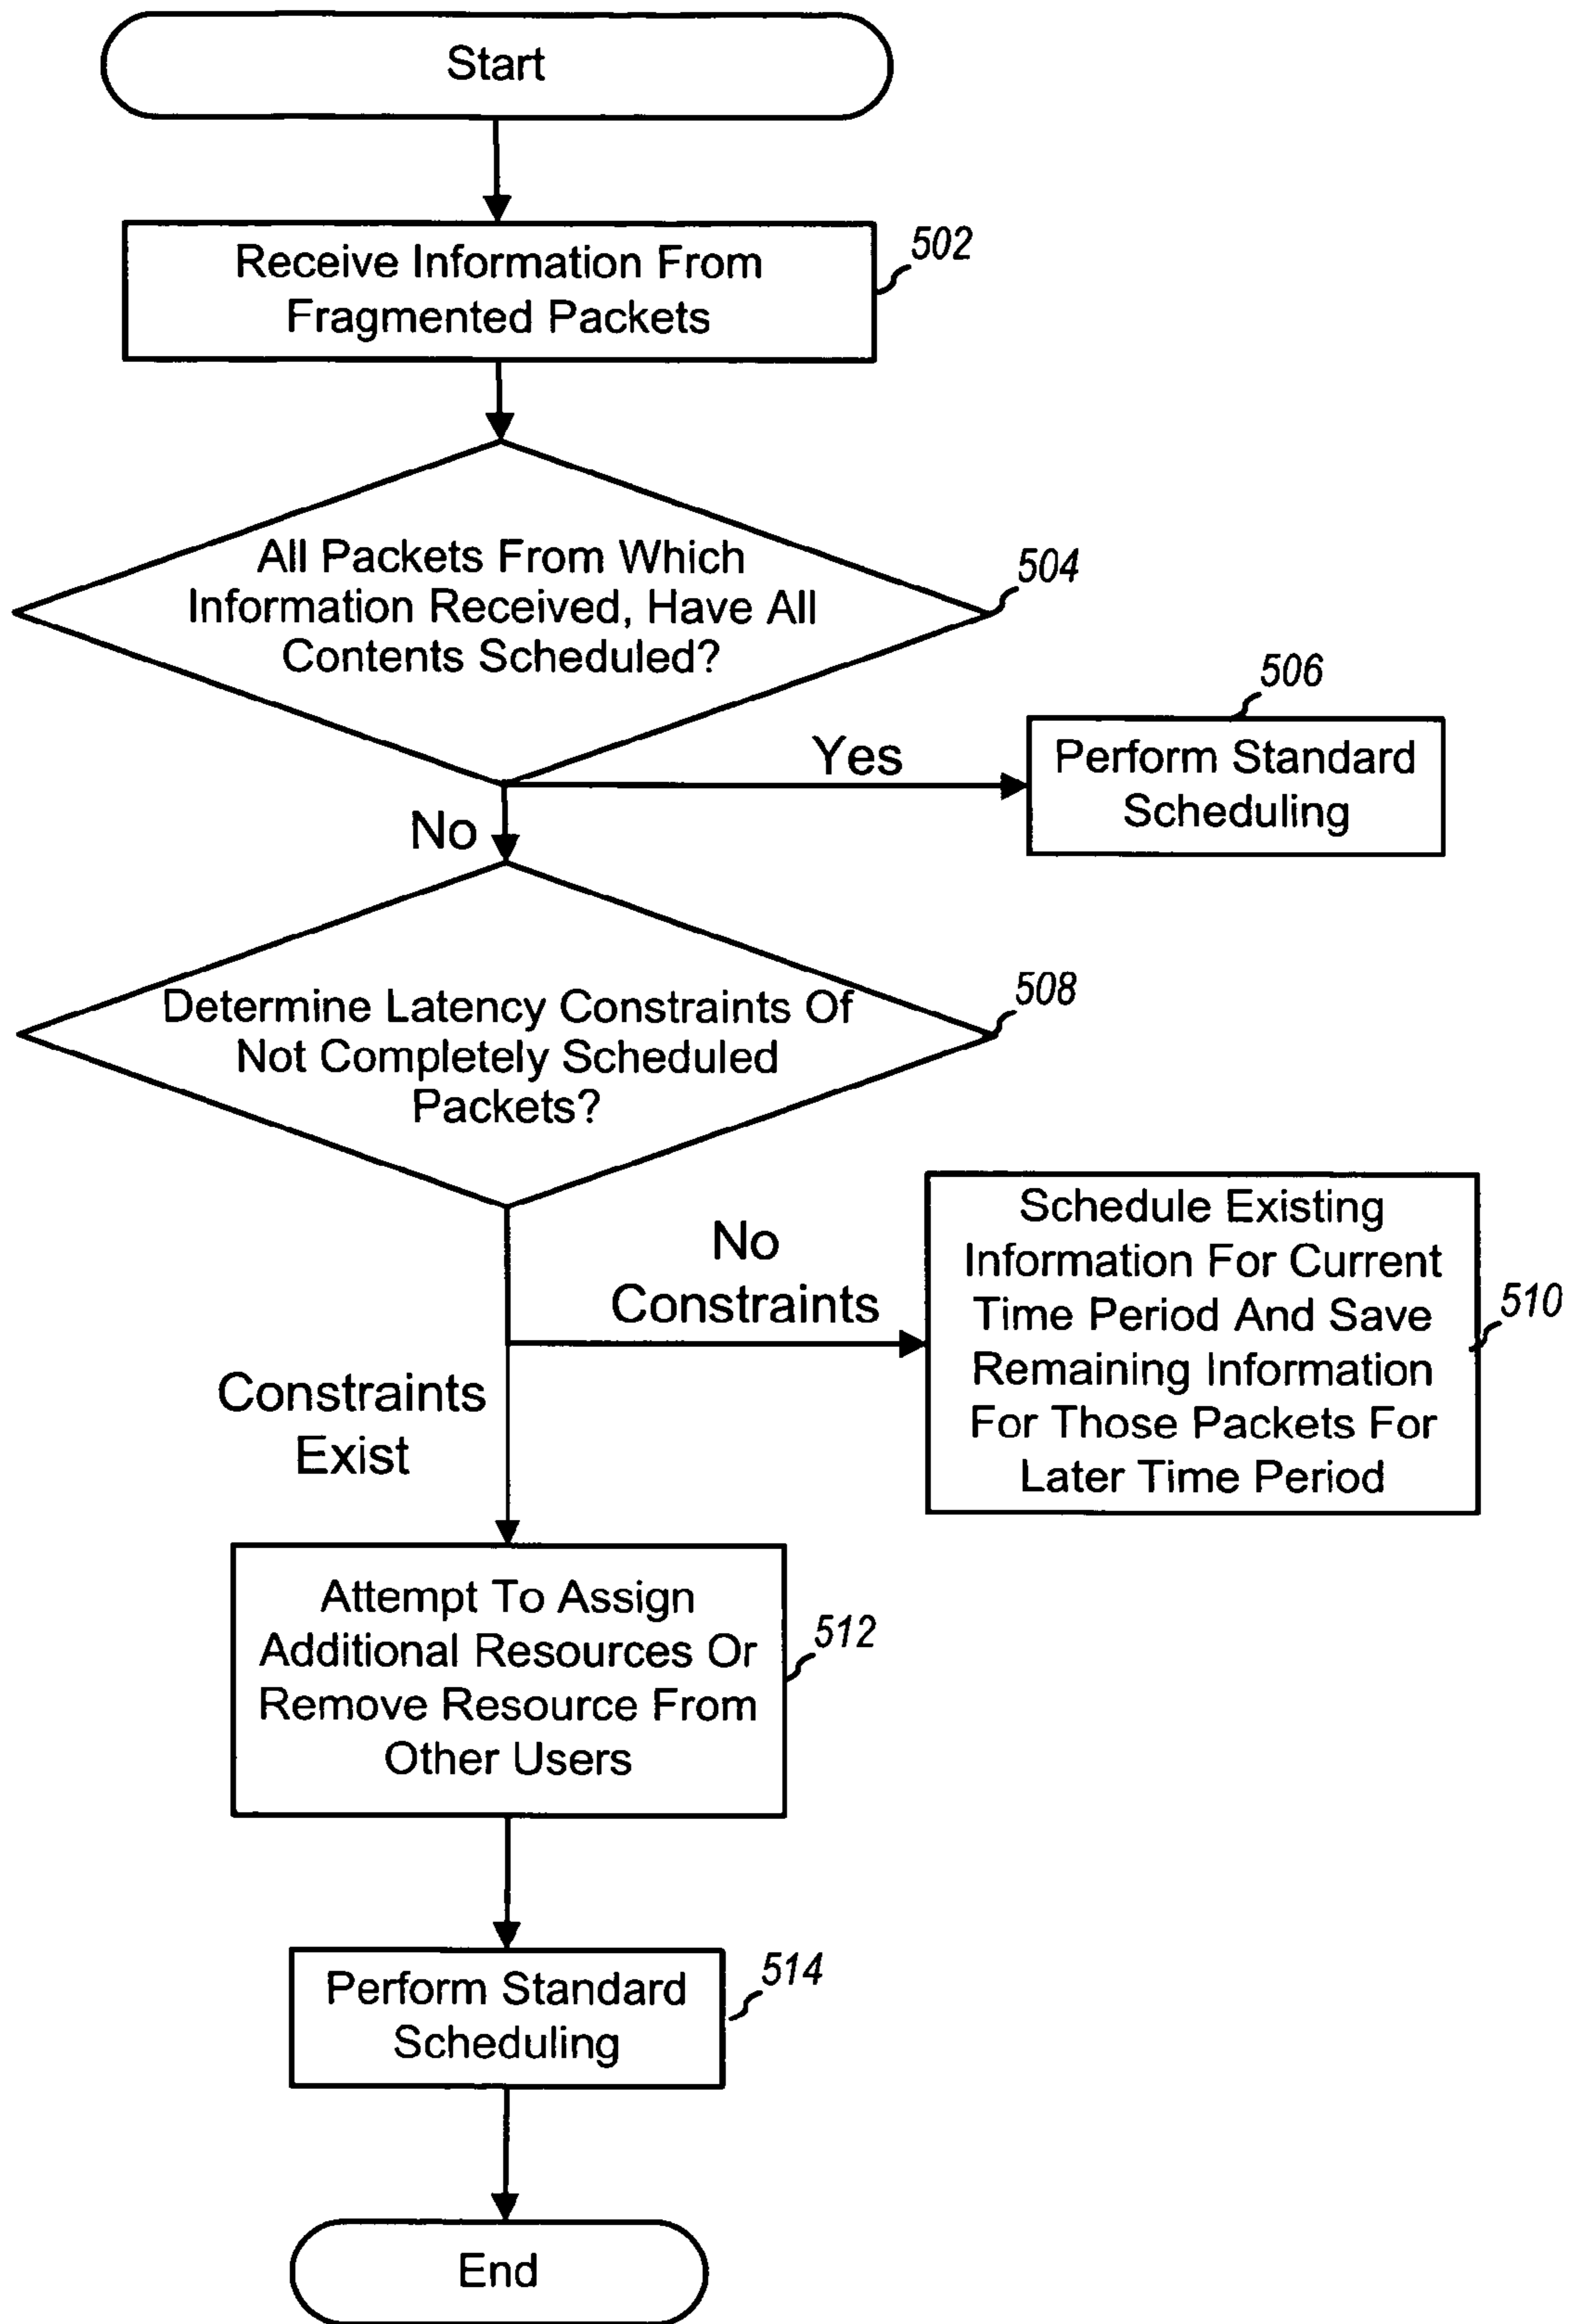 Start
Receive Information From
Fragmented Packets
502
All Packets From Which
Information Received, Have All
Contents Scheduled?
504
506
Yes
Perform Standard
Scheduling
No
Determine Latency Constraints Of
Not Completely Scheduled
Packets?
508
No
Constraints
Schedule Existing
Information For Current
Time Period And Save
Remaining Information
For Those Packets For
Later Time Period
510
Constraints
Exist
Attempt To Assign
Additional Resources Or
Remove Resource From
Other Users
512
Perform Standard
Scheduling
514
End